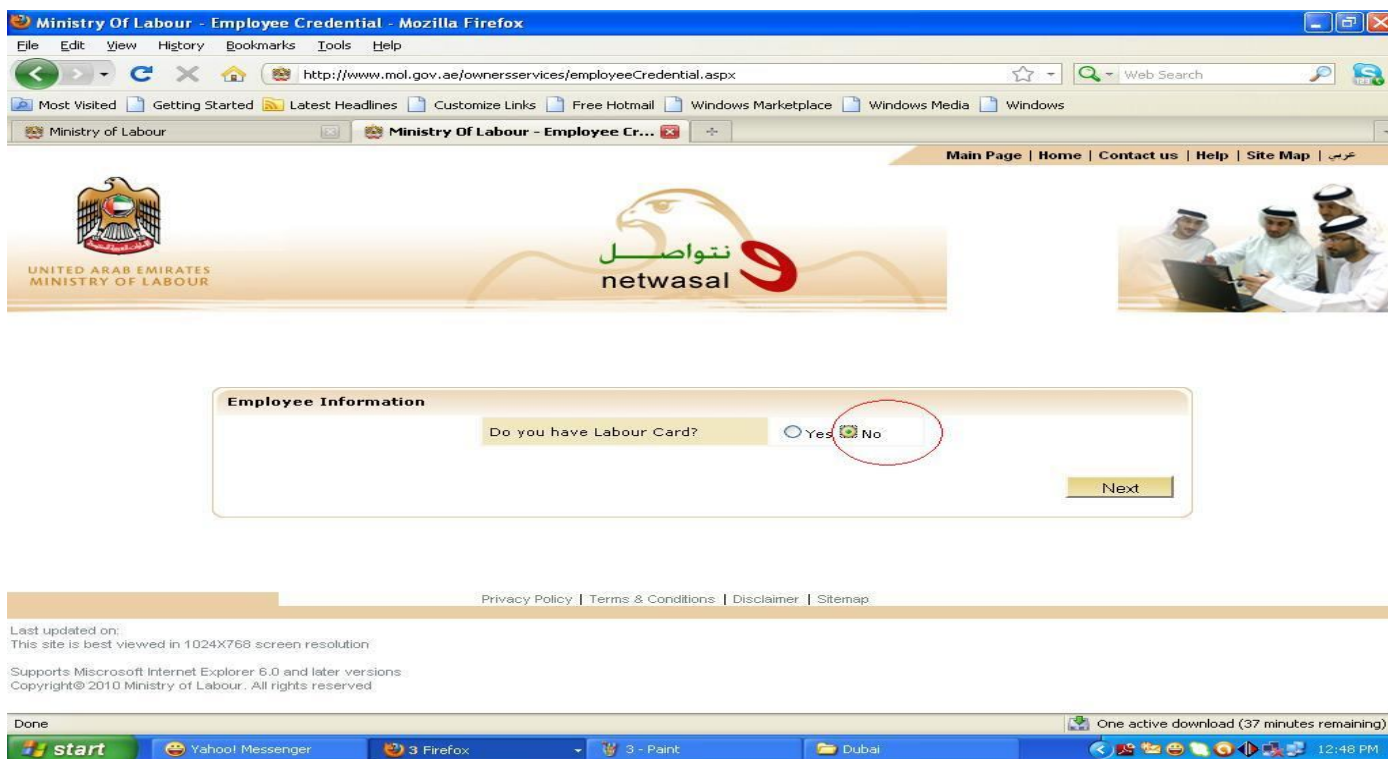 Ministry Of Labour - Employee Credential - Mozilla Firefox
File Edit View History Bookmarks Tools Help
http://www.mol.gov.ae/ownersservices/employeeCredential.aspx Web Search
Most Visited Getting Started Latest Headlines Customize Links Free Hotmail Windows Marketplace Windows Media Windows
Ministry of Labour Ministry Of Labour - Employee Cr...
Main Page | Home | Contact us | Help | Site Map | عربي
UNITED ARAB EMIRATES
MINISTRY OF LABOUR
نتواصل
netwasal
Employee Information
Do you have Labour Card? Yes No
Next
Privacy Policy | Terms & Conditions | Disclaimer | Sitemap
Last updated on:
This site is best viewed in 1024X768 screen resolution
Supports Miscrosoft Internet Explorer 6.0 and later versions
Copyright© 2010 Ministry of Labour. All rights reserved
Done One active download (37 minutes remaining)
start Yahoo! Messenger 3 Firefox 3 - Paint Dubai 12:48 PM